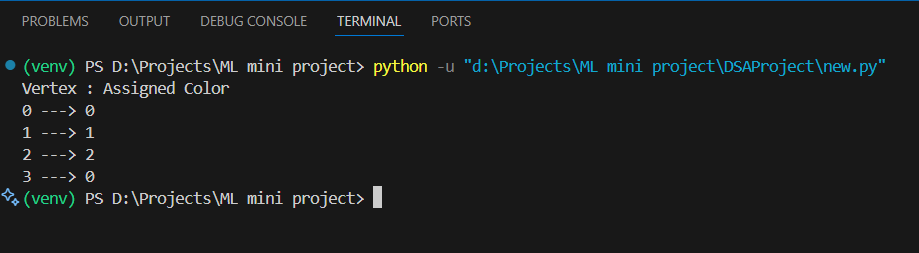 PROBLEMS OUTPUT DEBUG CONSOLE TERMINAL PORTS
(venv) PS D:\Projects\ML mini project> python -u "d:\Projects\ML mini project\DSAProject\new.py"
Vertex : Assigned Color
0 ---> 0
1 ---> 1
2 ---> 2
3 ---> 0
(venv) PS D:\Projects\ML mini project>